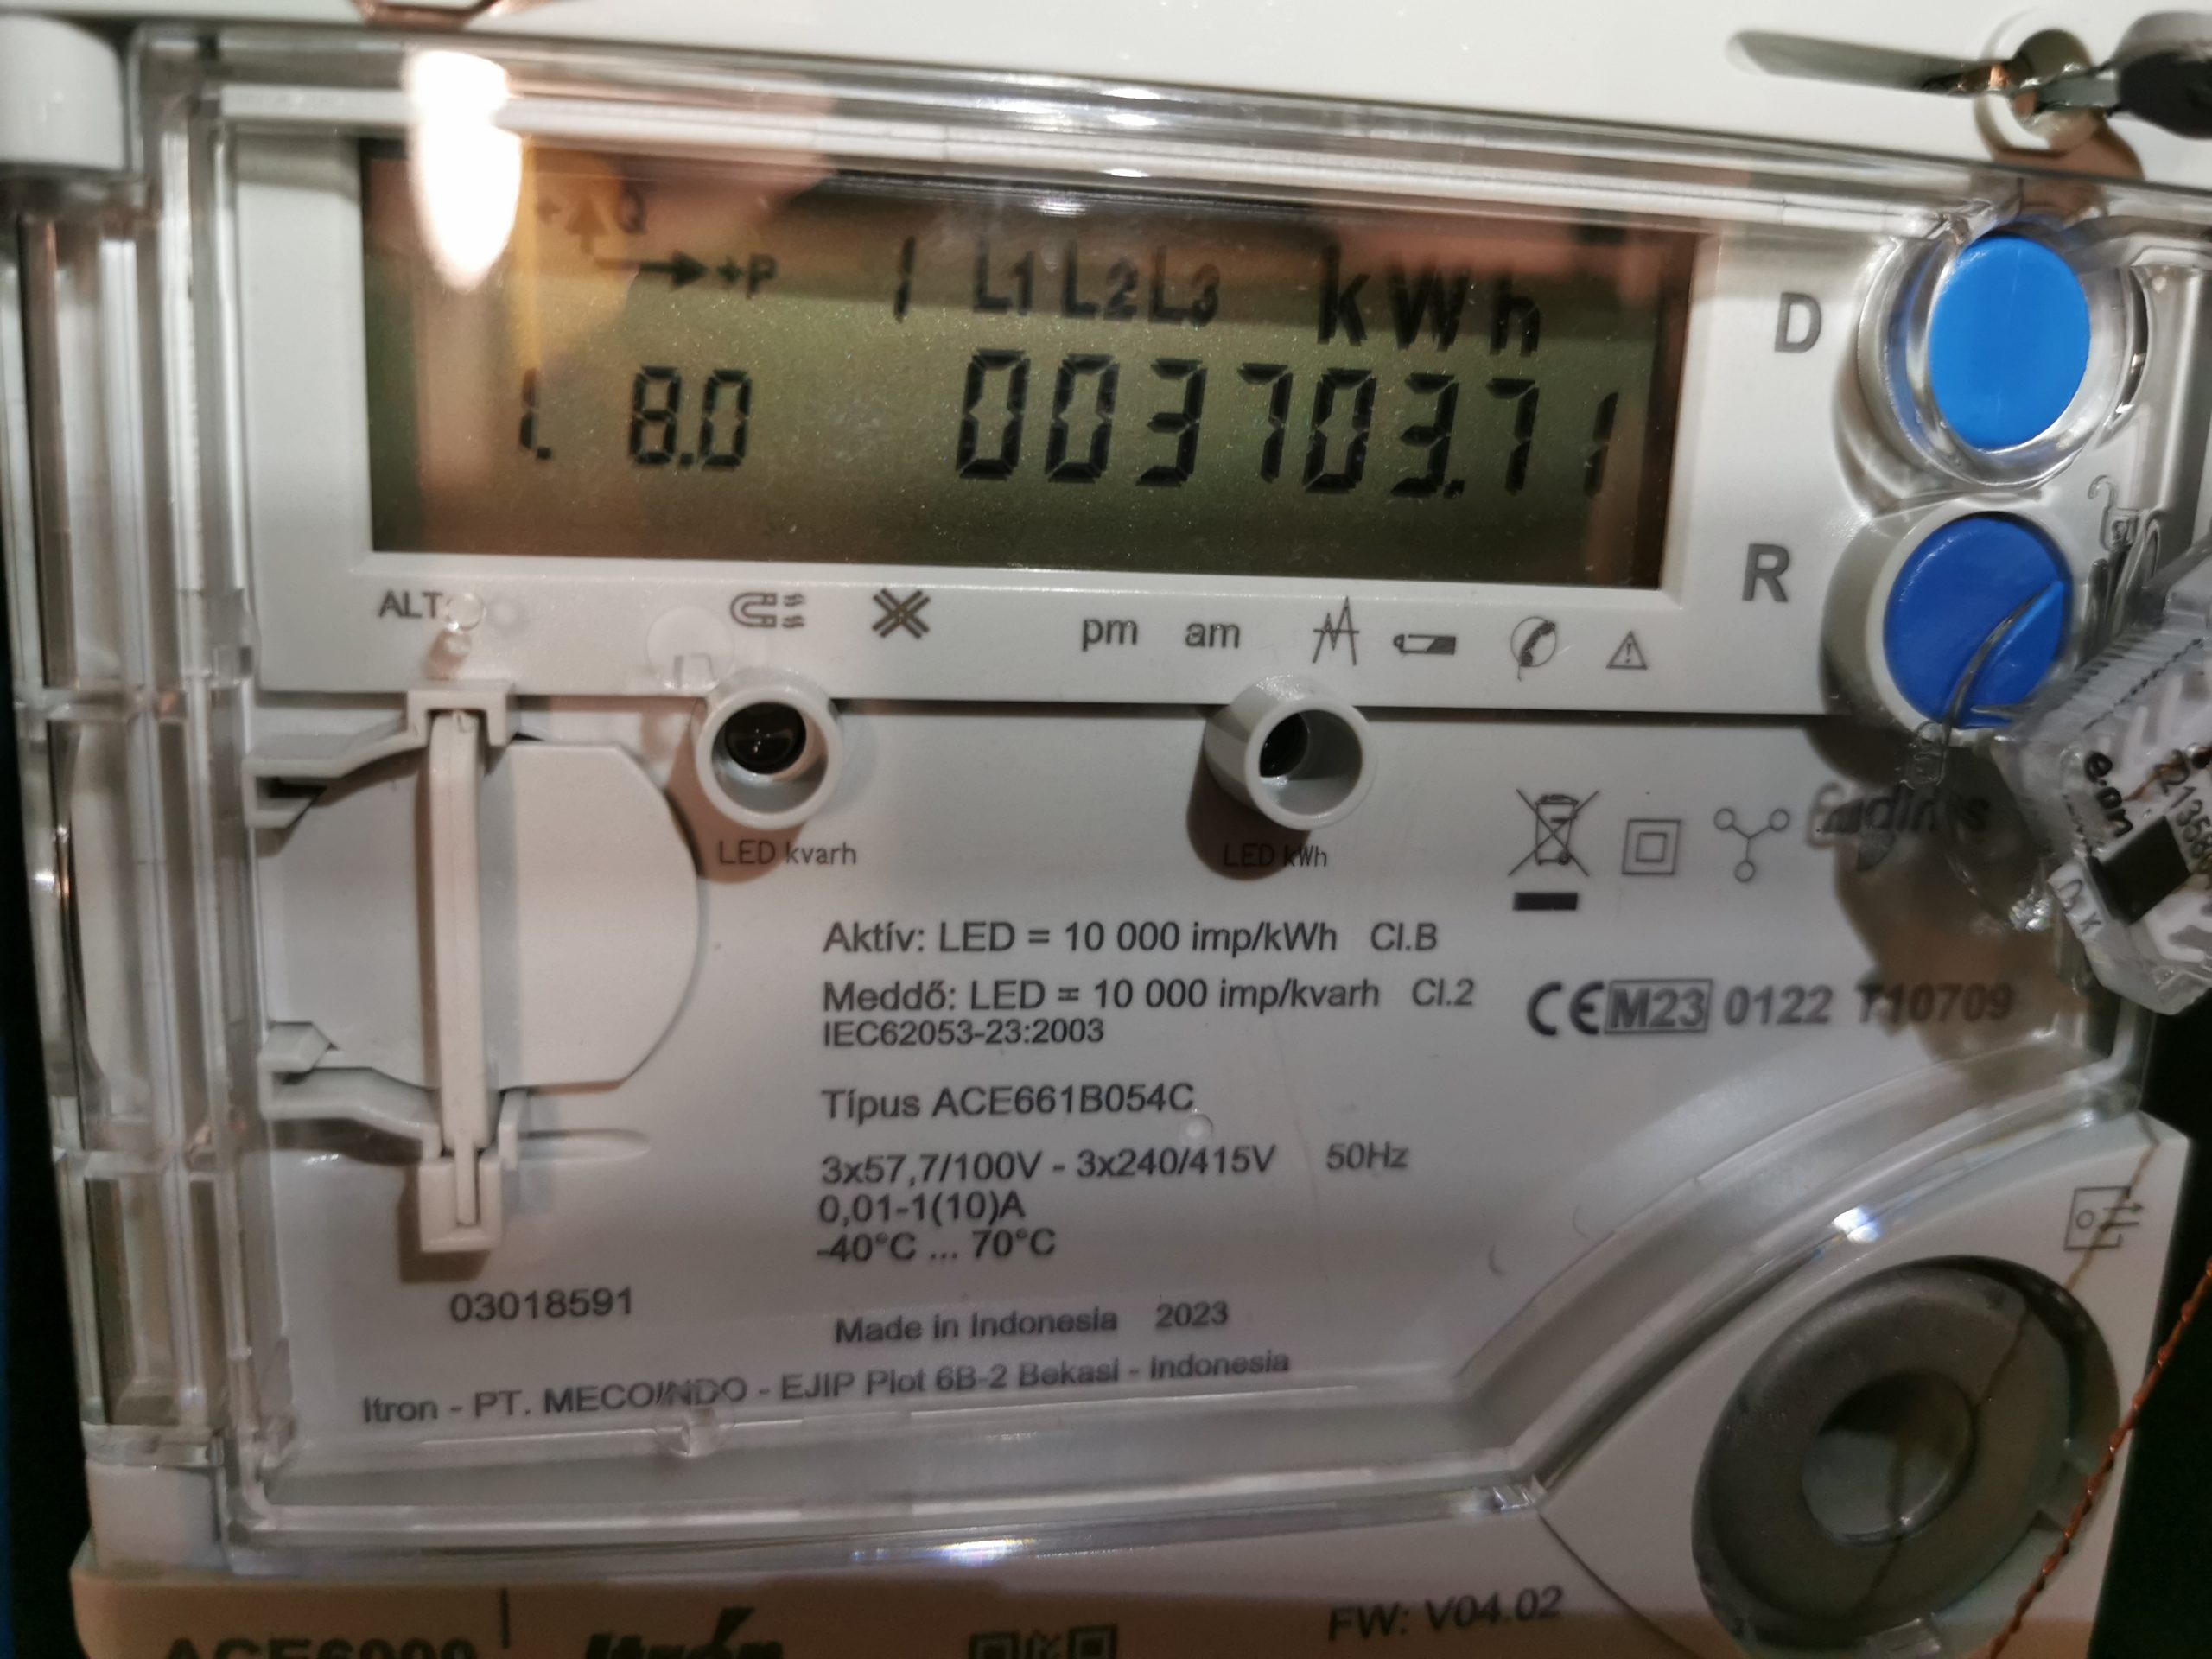 + Q
+P 1 L1 L2 L3 kWh
1. 8.0 003703.71
D
R
ALT:
pm am
LED kvarh LED kWh
Aktív: LED = 10 000 imp/kWh Cl.B
Meddő: LED = 10 000 imp/kvarh Cl.2
IEC62053-23:2003
CE M23 0122 T10709
Típus ACE661B054C
3x57,7/100V - 3x240/415V 50Hz
0,01-1(10)A
-40°C ... 70°C
03018591
Made in Indonesia 2023
Itron - PT. MECOINDO - EJIP Plot 6B-2 Bekasi - Indonesia
FW: V04.02
ACE6000 Itron
e.on